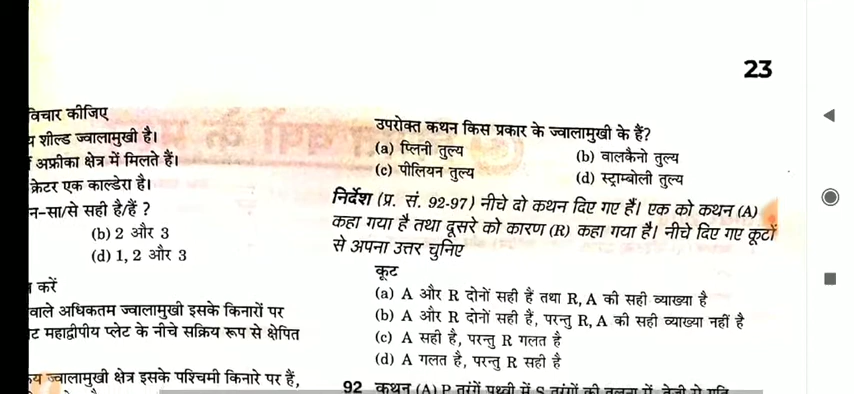 23
विचार कीजिए
य शील्ड ज्वालामुखी है।
अफ्रीका क्षेत्र में मिलते हैं।
क्रेटर एक काल्डेरा है।
न-सा/से सही है/हैं ?
(b) 2 और 3
(d) 1, 2 और 3
करें
वाले अधिकतम ज्वालामुखी इसके किनारों पर
ट महाद्वीपीय प्लेट के नीचे सक्रिय रूप से क्षेपित
य ज्वालामुखी क्षेत्र इसके पश्चिमी किनारे पर हैं,
उपरोक्त कथन किस प्रकार के ज्वालामुखी के हैं?
(a) प्लिनी तुल्य (b) वालकैनो तुल्य
(c) पीलियन तुल्य (d) स्ट्राम्बोली तुल्य
निर्देश (प्र. सं. 92-97) नीचे दो कथन दिए गए हैं। एक को कथन (A)
कहा गया है तथा दूसरे को कारण (R) कहा गया है। नीचे दिए गए कूटों
से अपना उत्तर चुनिए
कूट
(a) A और R दोनों सही हैं तथा R, A की सही व्याख्या है
(b) A और R दोनों सही हैं, परन्तु R, A की सही व्याख्या नहीं है
(c) A सही है, परन्तु R गलत है
(d) A गलत है, परन्तु R सही है
92 कथन (A) P तरंगें पृथ्वी में S तरंगों की तुलना में तेजी से गति